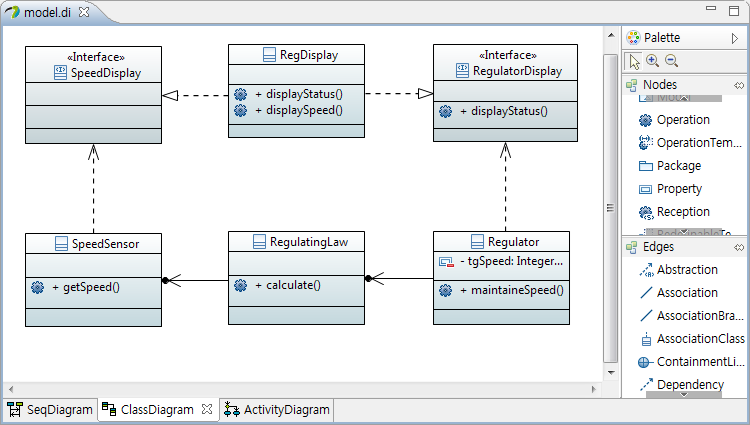 model.di
«Interface»
SpeedDisplay
RegDisplay
+ displayStatus()
+ displaySpeed()
«Interface»
RegulatorDisplay
+ displayStatus()
SpeedSensor
+ getSpeed()
RegulatingLaw
+ calculate()
Regulator
- tgSpeed: Integer...
+ maintaineSpeed()
Palette
Nodes
Operation
OperationTem...
Package
Property
Reception
Edges
Abstraction
Association
AssociationBra...
AssociationClass
ContainmentLi...
Dependency
SeqDiagram
ClassDiagram
ActivityDiagram